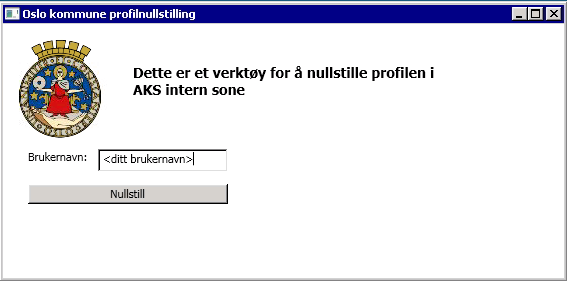 Oslo kommune profilnullstilling
Dette er et verktøy for å nullstille profilen i
AKS intern sone
Brukernavn: <ditt brukernavn>
Nullstill